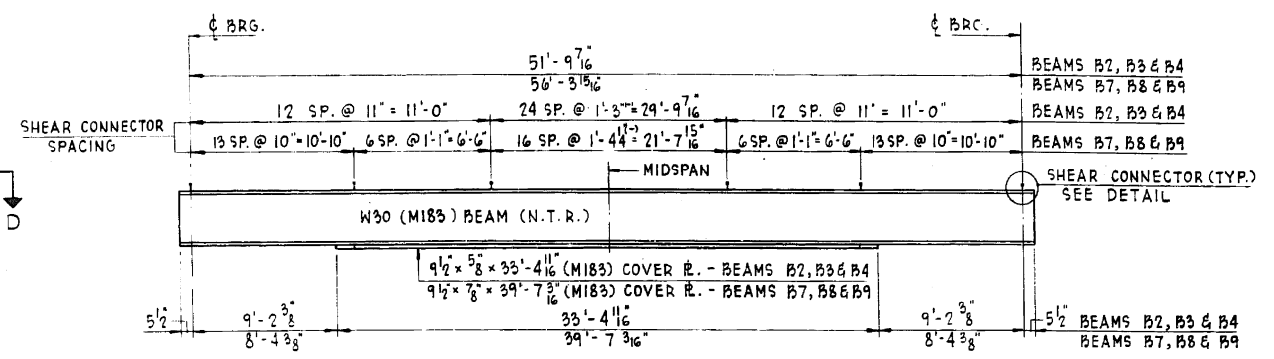 ₵ BRG.
₵ BRG.
51'-9 7/16"
BEAMS B2, B3 & B4
56'-3 15/16"
BEAMS B7, B8 & B9
12 SP. @ 11" = 11'-0"
24 SP. @ 1'-3"= 29'-9 7/16"
12 SP. @ 11" = 11'-0"
BEAMS B2, B3 & B4
SHEAR CONNECTOR
SPACING
13 SP. @ 10"=10'-10"
6 SP. @ 1'-1"=6'-6"
16 SP. @ 1'-4 1/4"(-)= 21'-7 15/16"
6 SP. @ 1'-1"=6'-6"
13 SP. @ 10"=10'-10"
BEAMS B7, B8 & B9
MIDSPAN
SHEAR CONNECTOR (TYP.)
SEE DETAIL
D
W30 (M183) BEAM (N.T.R.)
9 1/2" x 5/8" x 33'-4 11/16" (M183) COVER PL. - BEAMS B2, B3 & B4
9 1/2" x 7/8" x 39'-7 3/16" (M183) COVER PL. - BEAMS B7, B8 & B9
5 1/2"
9'-2 3/8"
33'-4 11/16"
9'-2 3/8"
5 1/2"
BEAMS B2, B3 & B4
8'-4 3/8"
39'-7 3/16"
8'-4 3/8"
BEAMS B7, B8 & B9